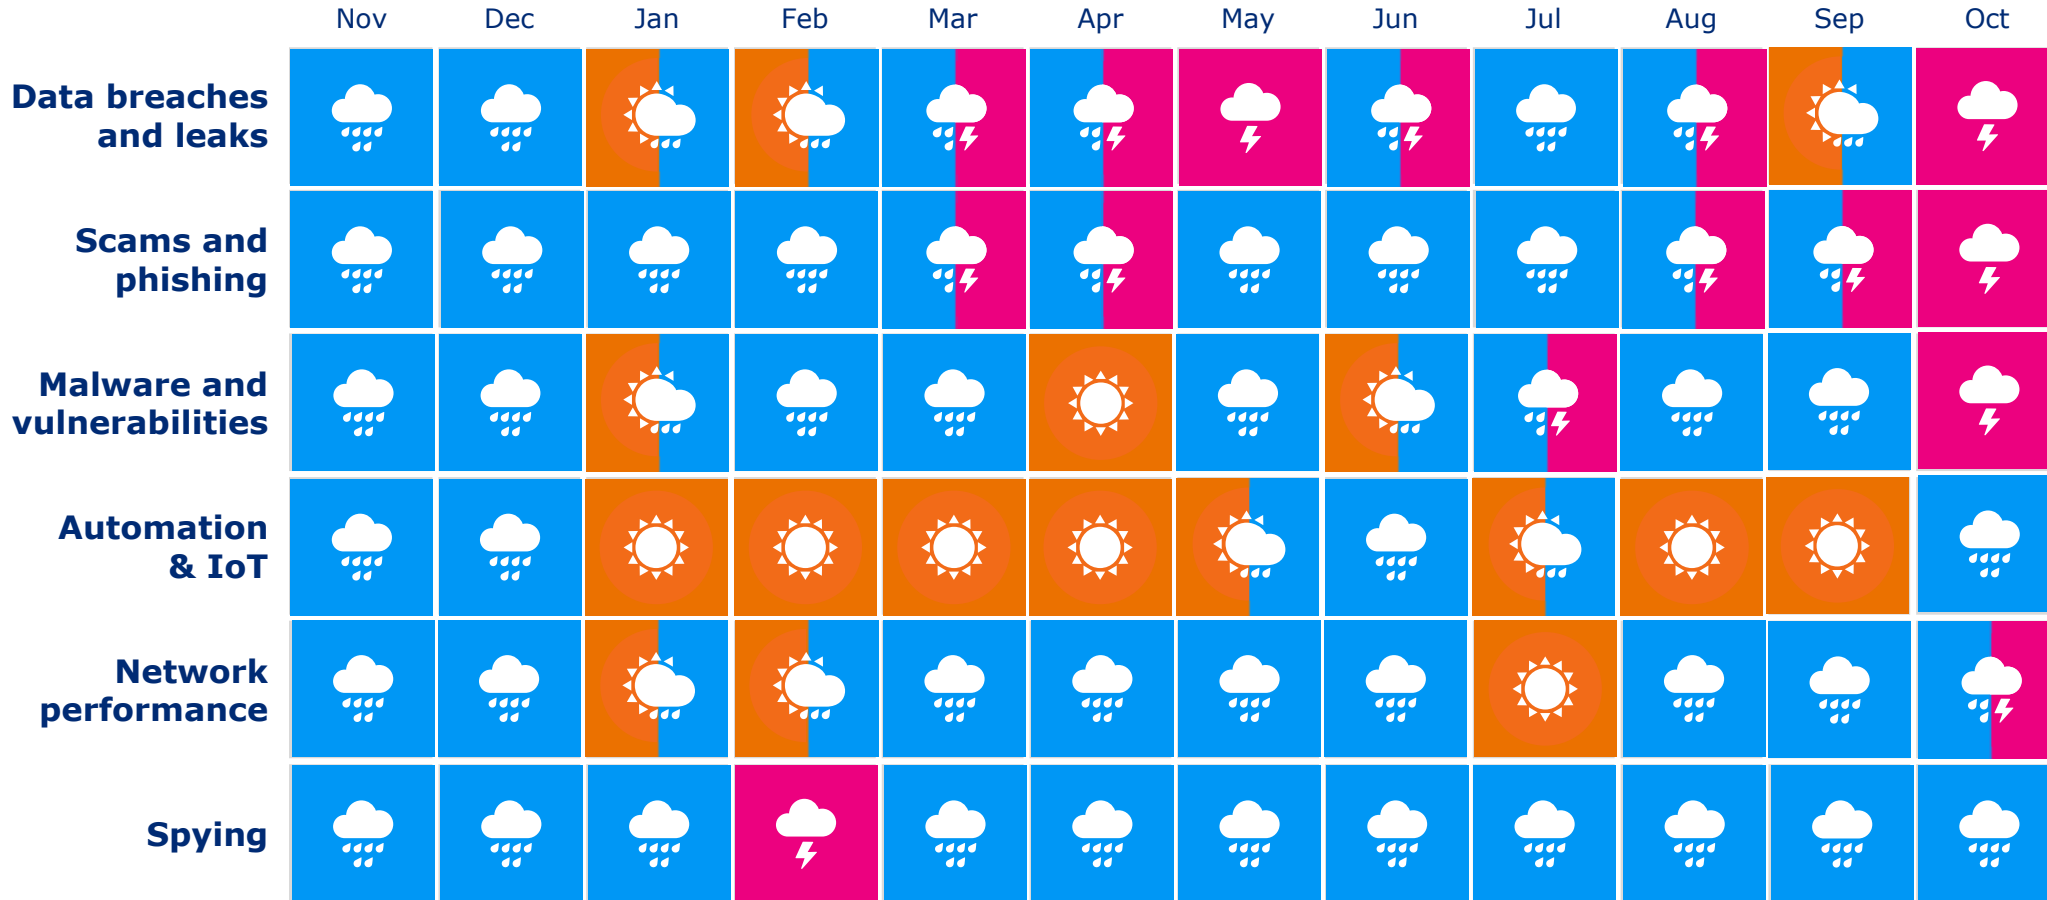 Nov Dec Jan Feb Mar Apr May Jun Jul Aug Sep Oct
Data breaches
and leaks
Scams and
phishing
Malware and
vulnerabilities
Automation
& IoT
Network
performance
Spying